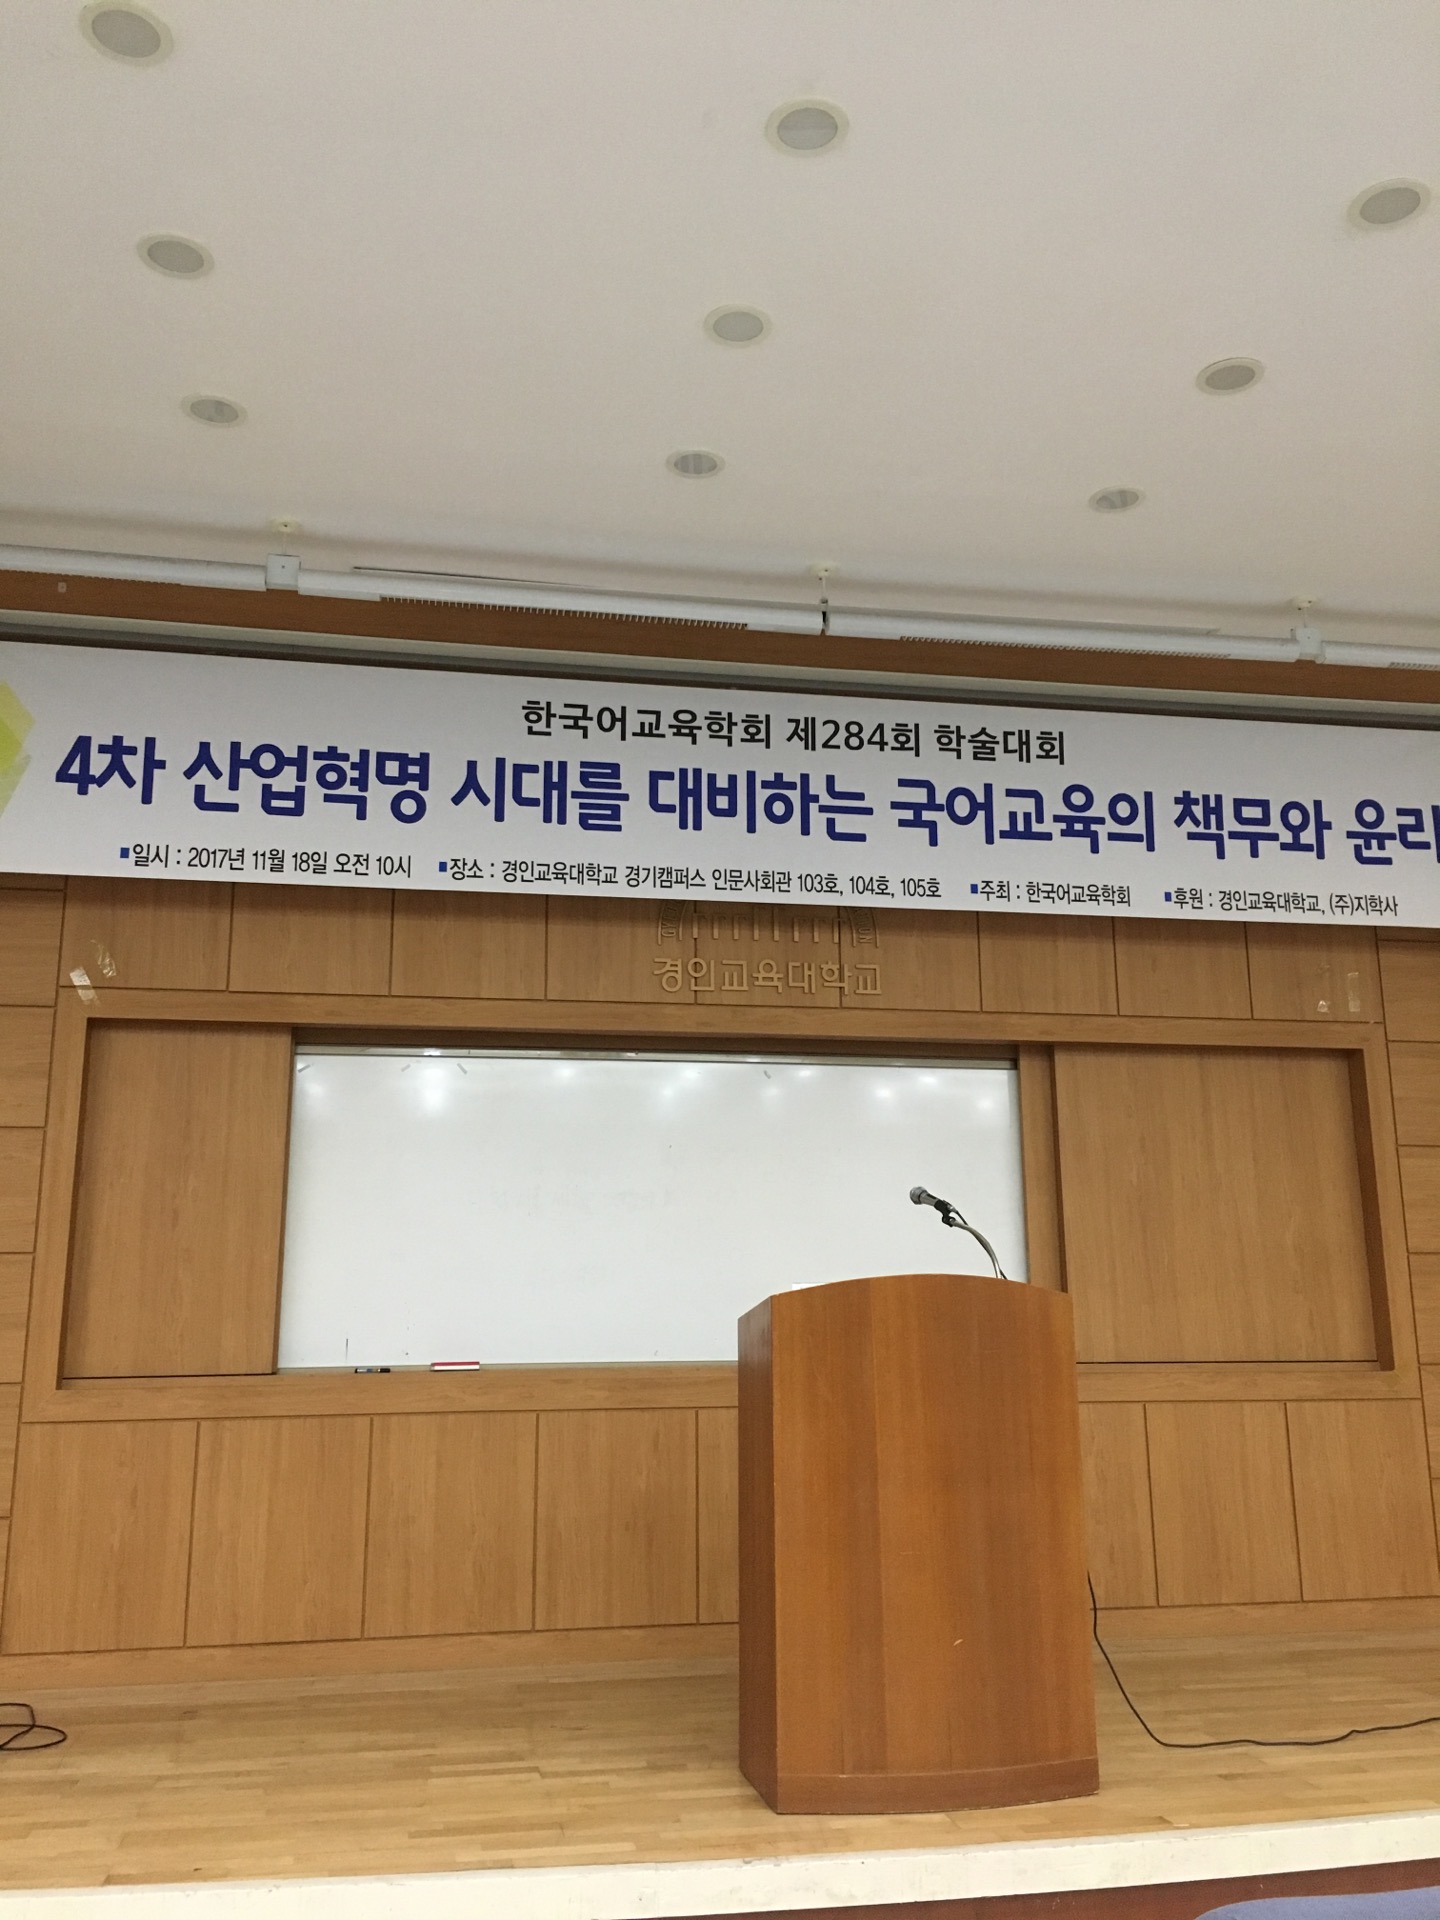 한국어교육학회 제284회 학술대회
4차 산업혁명 시대를 대비하는 국어교육의 책무와 윤리
■일시 : 2017년 11월 18일 오전 10시 ■장소 : 경인교육대학교 경기캠퍼스 인문사회관 103호, 104호, 105호 ■주최 : 한국어교육학회 ■후원 : 경인교육대학교, (주)지학사
경인교육대학교